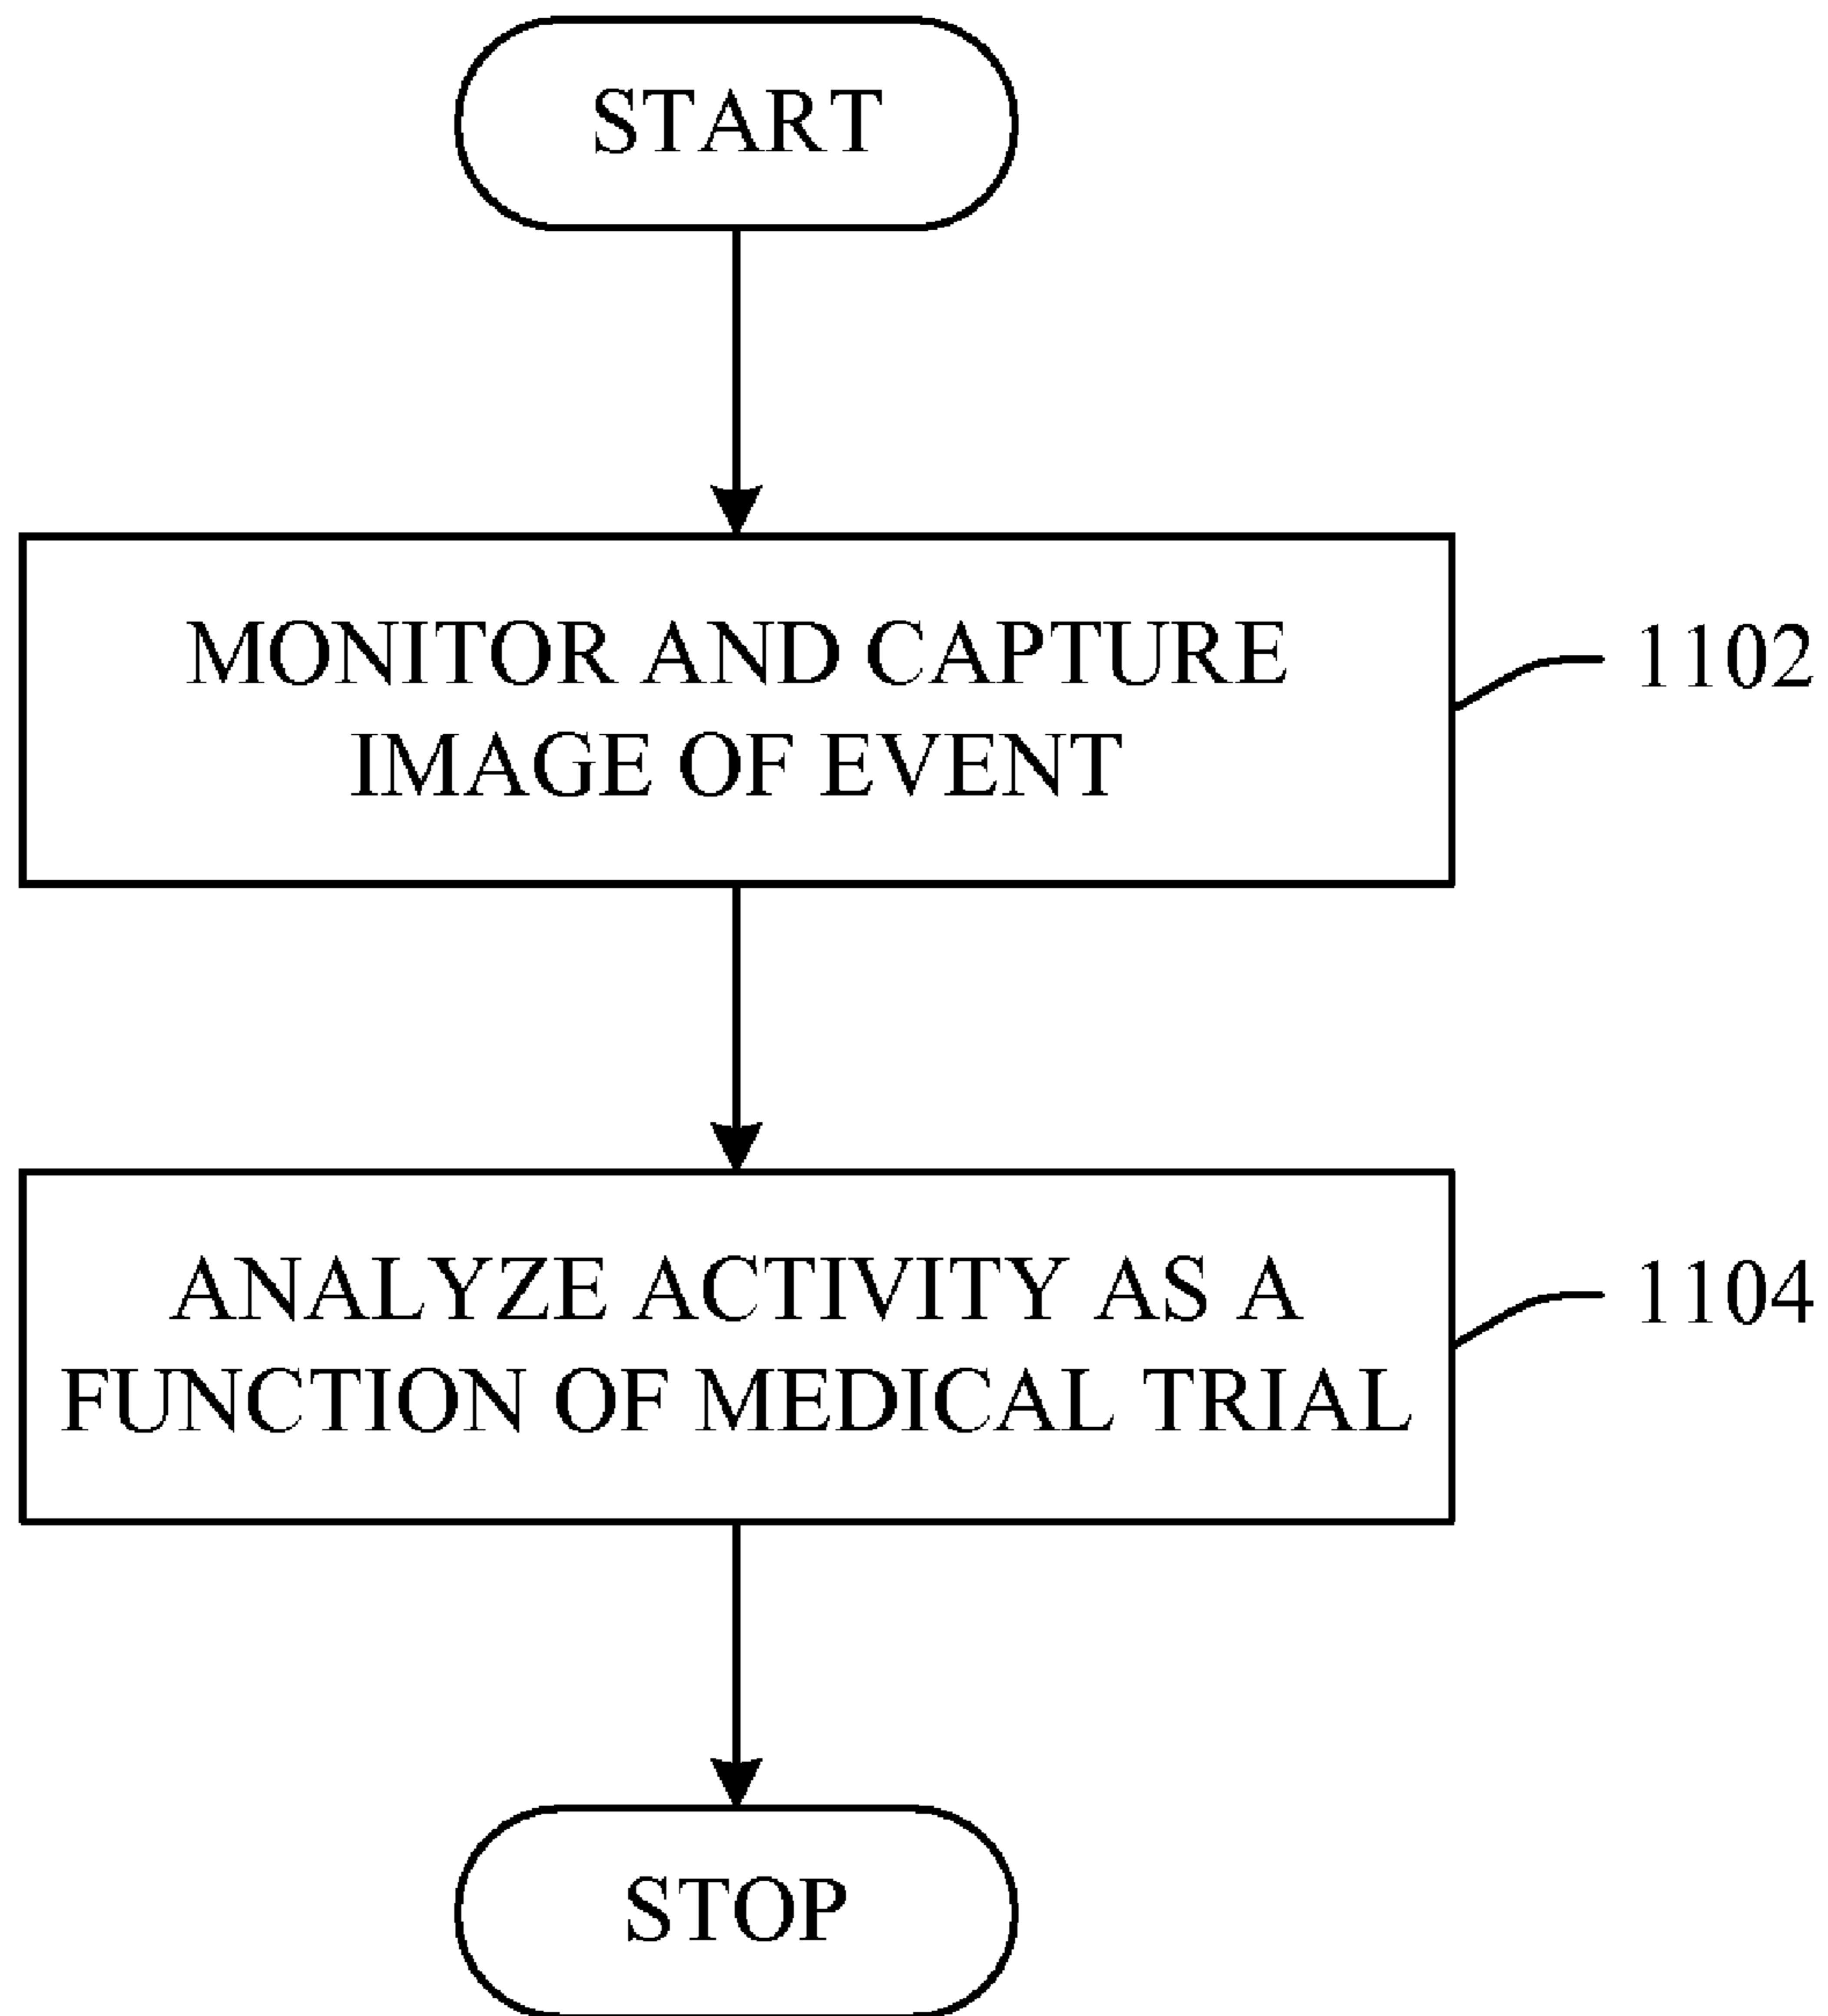 START
MONITOR AND CAPTURE
IMAGE OF EVENT
1102
ANALYZE ACTIVITY AS A
FUNCTION OF MEDICAL TRIAL
1104
STOP